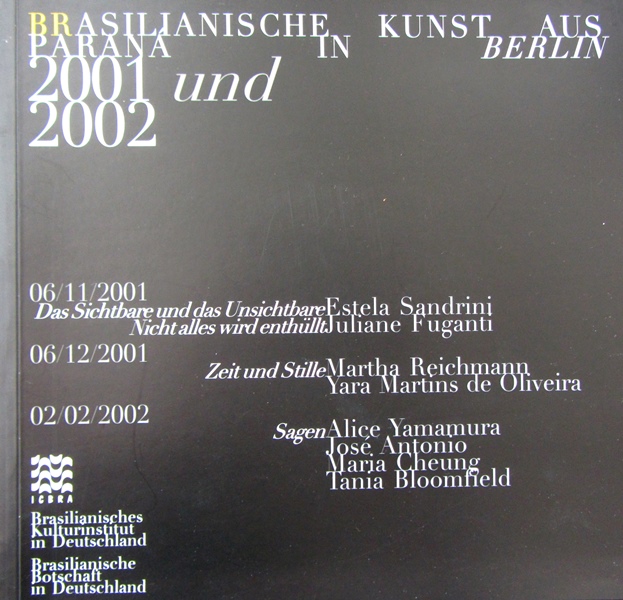 BRASILIANISCHE KUNST AUS
PARANÁ IN BERLIN
2001 und
2002
06/11/2001
Das Sichtbare und das Unsichtbare Estela Sandrini
Nicht alles wird enthüllt Juliane Fuganti
06/12/2001
Zeit und Stille Martha Reichmann
Yara Martins de Oliveira
02/02/2002
Sagen Alice Yamamura
José Antonio
Maria Cheung
Tania Bloomfield
ICBRA
Brasilianisches
Kulturinstitut
in Deutschland
Brasilianische
Botschaft
in Deutschland